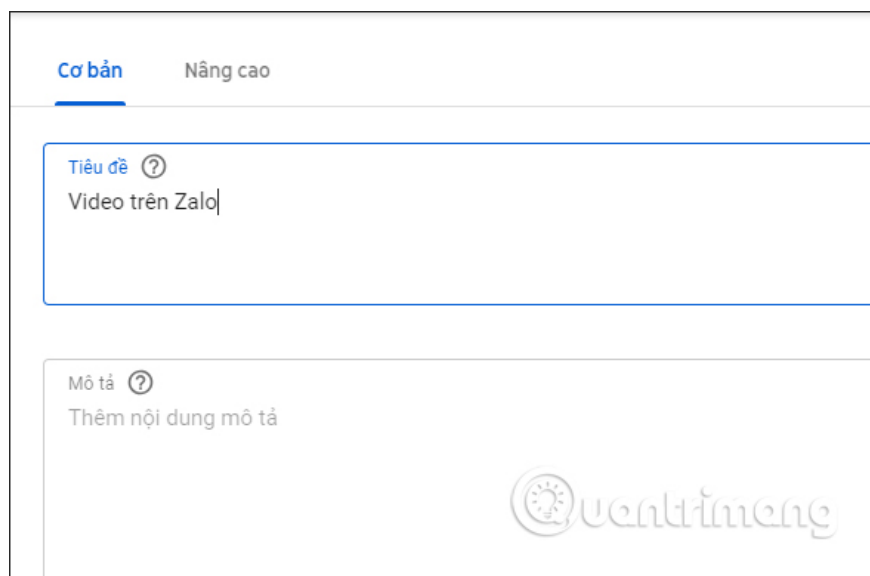 Cơ bản Nâng cao
Tiêu đề ?
Video trên Zalo
Mô tả ?
Thêm nội dung mô tả
Quantrimang